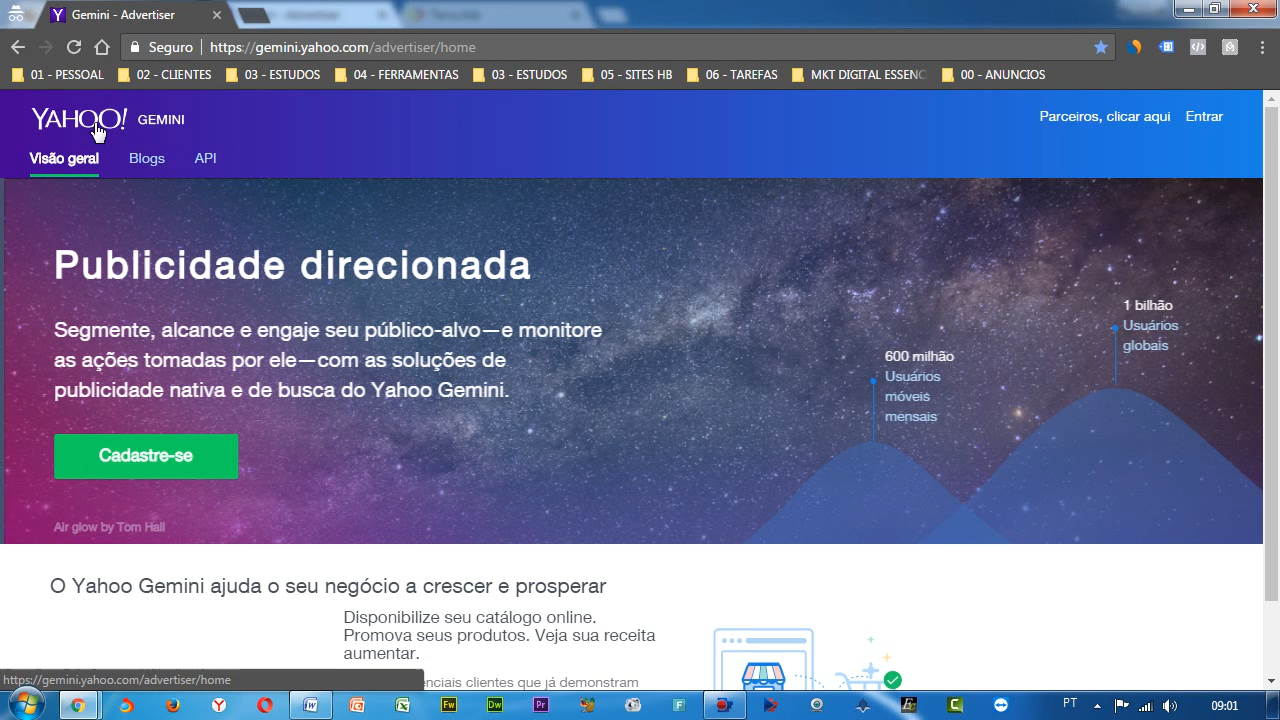 Gemini - Advertiser
- Advertiser
Seguro
https://gemini.yahoo.com/advertiser/home
01 - PESSOAL
02 - CLIENTES
03 - ESTUDOS
04 - FERRAMENTAS
03 - ESTUDOS
05 - SITES HB
06 - TAREFAS
MKT DIGITAL ESSENC
00 - ANUNCIOS
YAHOO! GEMINI
Parceiros, clicar aqui
Entrar
Visão geral
Blogs
API
Publicidade direcionada
Segmente, alcance e engaje seu público-alvo—e monitore
as ações tomadas por ele—com as soluções de
publicidade nativa e de busca do Yahoo Gemini.
Cadastre-se
Air glow by Tom Hall
600 milhão
Usuários
móveis
mensais
1 bilhão
Usuários
globais
O Yahoo Gemini ajuda o seu negócio a crescer e prosperar
Disponibilize seu catálogo online.
Promova seus produtos. Veja sua receita
aumentar.
enciais clientes que já demonstram
https://gemini.yahoo.com/advertiser/home
PT
09:01